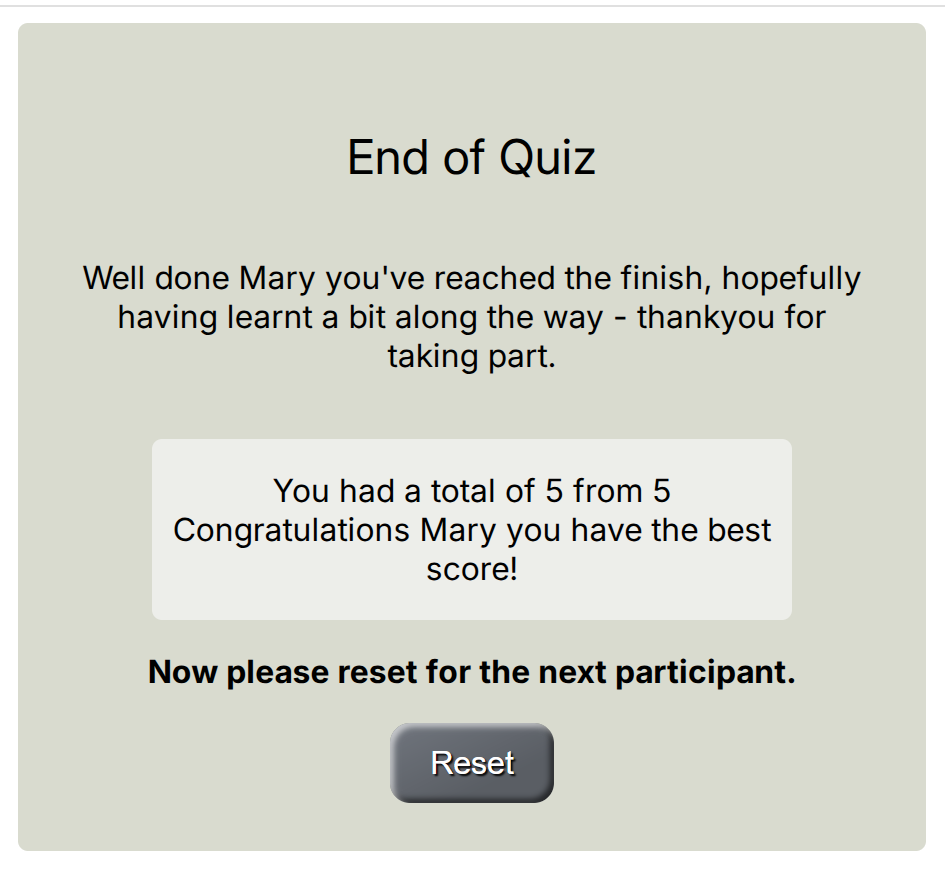 End of Quiz
Well done Mary you've reached the finish, hopefully
having learnt a bit along the way - thankyou for
taking part.
You had a total of 5 from 5
Congratulations Mary you have the best
score!
Now please reset for the next participant.
Reset